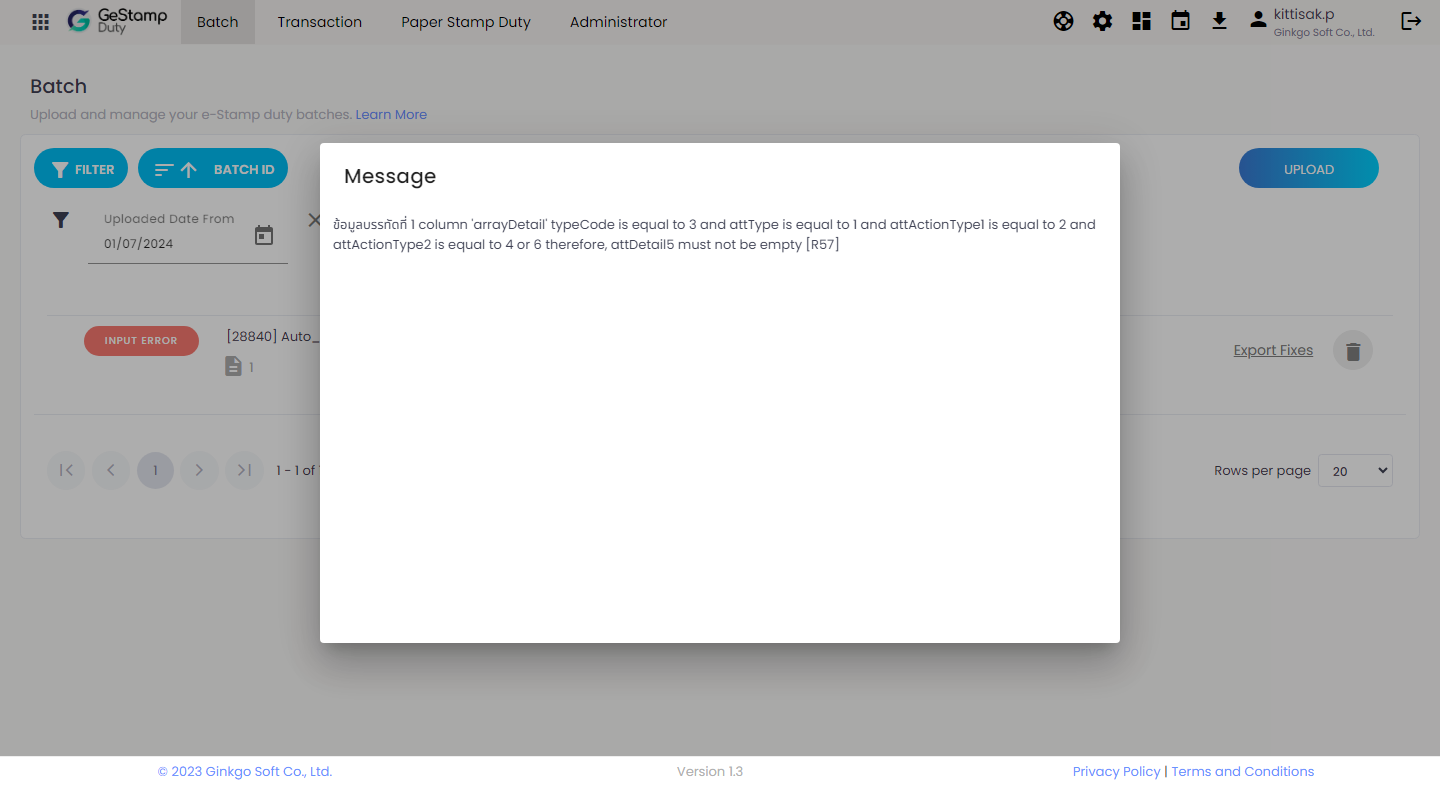 GeStamp
Duty
Batch
Transaction
Paper Stamp Duty
Administrator
kittisak.p
Ginkgo Soft Co., Ltd.
Batch
Upload and manage your e-Stamp duty batches. Learn More
FILTER
BATCH ID
UPLOAD
Uploaded Date From
01/07/2024
Message
ข้อมูลบรรทัดที่ 1 column 'arrayDetail' typeCode is equal to 3 and attType is equal to 1 and attActionType1 is equal to 2 and
attActionType2 is equal to 4 or 6 therefore, attDetail5 must not be empty [R57]
INPUT ERROR
[28840] Auto_
1
Export Fixes
1
1 - 1 of
Rows per page
20
© 2023 Ginkgo Soft Co., Ltd.
Version 1.3
Privacy Policy | Terms and Conditions